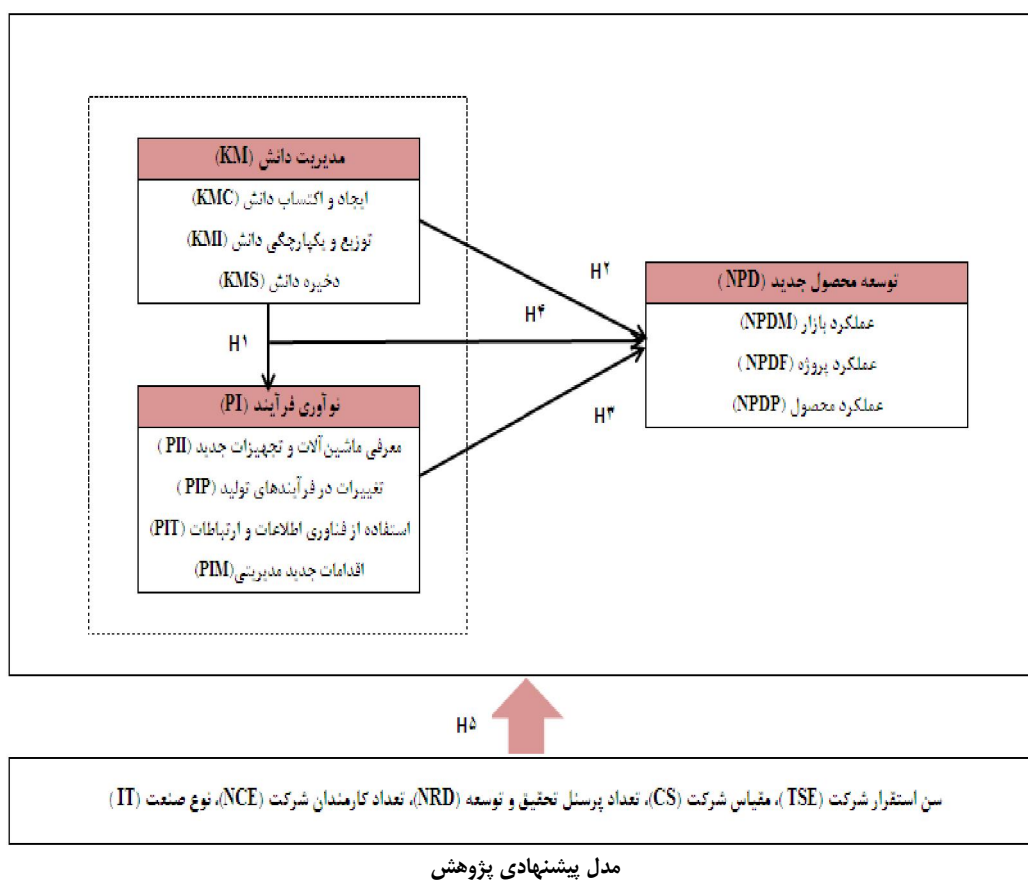 مدیریت دانش (KM)
ایجاد و اکتساب دانش (KMC)
توزیع و یکپارچگی دانش (KMI)
ذخیره دانش (KMS)
H۲
H۴
H۱
توسعه محصول جدید (NPD)
عملکرد بازار (NPDM)
عملکرد پروژه (NPDF)
عملکرد محصول (NPDP)
H۳
نوآوری فرآیند (PI)
معرفی ماشین‌آلات و تجهیزات جدید (PII)
تغییرات در فرآیندهای تولید (PIP)
استفاده از فناوری اطلاعات و ارتباطات (PIT)
اقدامات جدید مدیریتی(PIM)
H۵
سن استقرار شرکت (TSE)، مقیاس شرکت (CS)، تعداد پرسنل تحقیق و توسعه (NRD)، تعداد کارمندان شرکت (NCE)، نوع صنعت (IT)
مدل پیشنهادی پژوهش